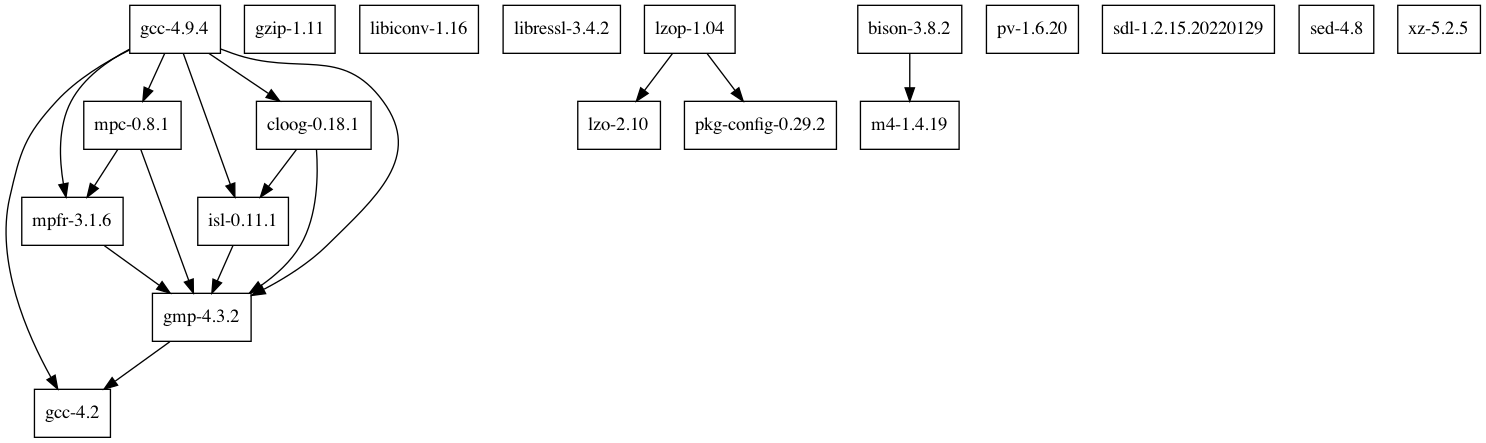 gcc-4.9.4
gzip-1.11
libiconv-1.16
libressl-3.4.2
lzop-1.04
bison-3.8.2
pv-1.6.20
sdl-1.2.15.20220129
sed-4.8
xz-5.2.5
mpc-0.8.1
cloog-0.18.1
lzo-2.10
pkg-config-0.29.2
m4-1.4.19
mpfr-3.1.6
isl-0.11.1
gmp-4.3.2
gcc-4.2